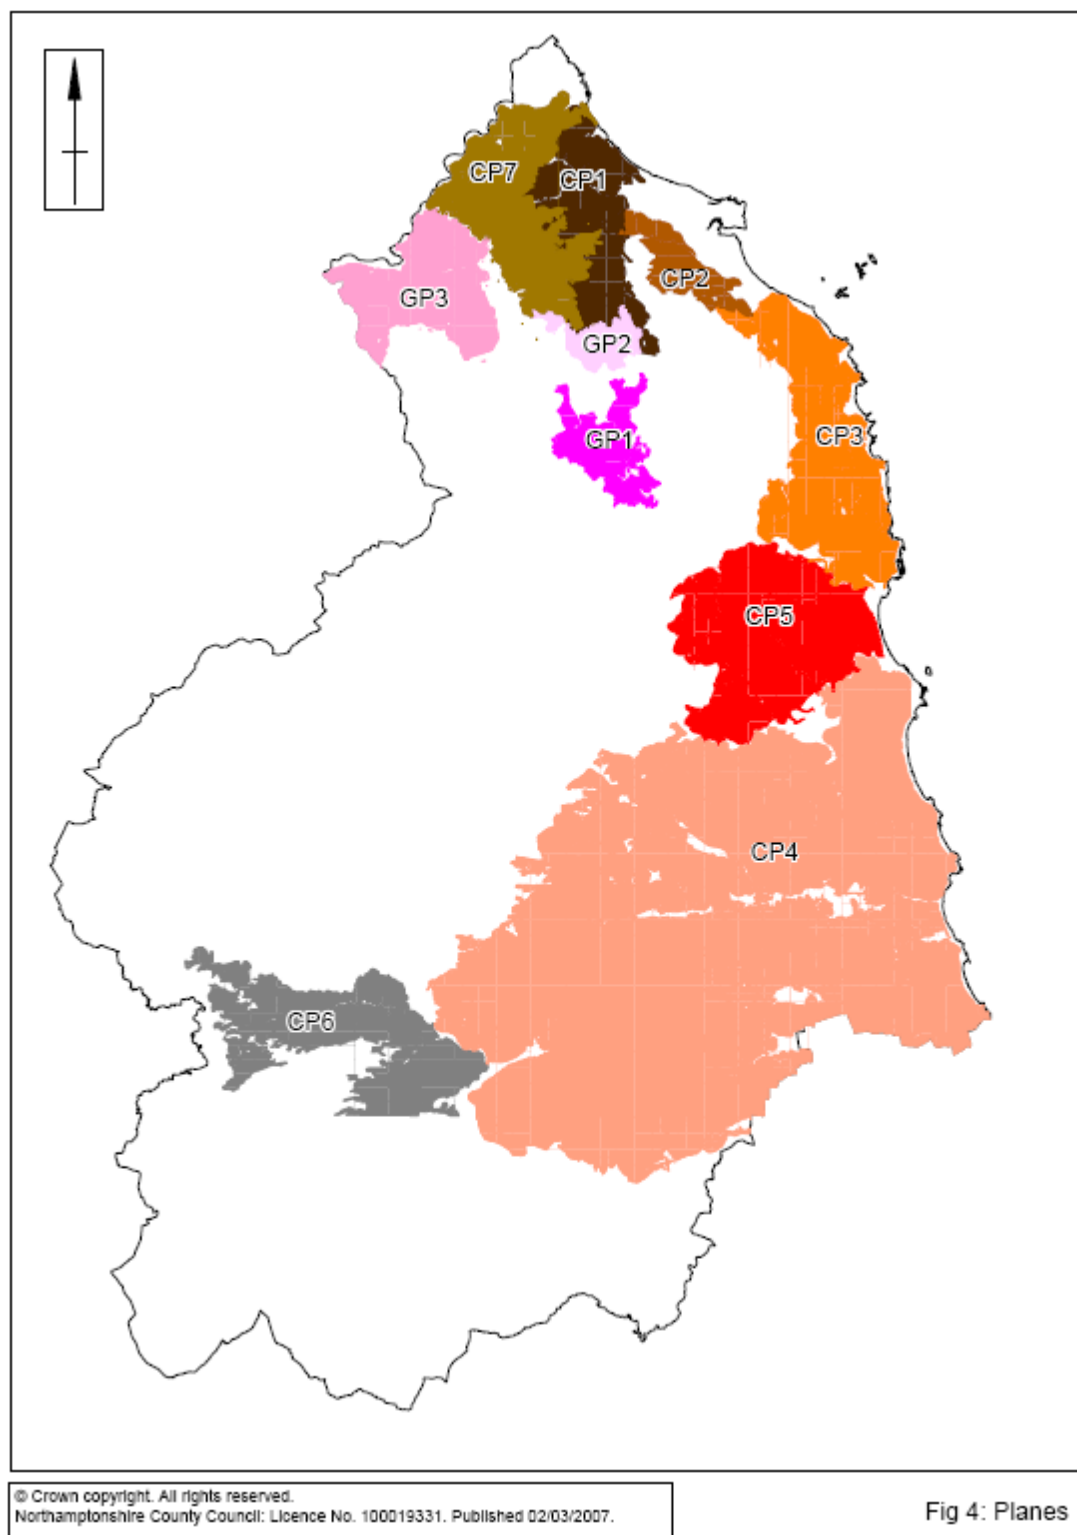 CP7
CP1
CP2
GP3
GP2
GP1
CP3
CP5
CP4
CP6
© Crown copyright. All rights reserved.
Northamptonshire County Council: Licence No. 100019331. Published 02/03/2007.
Fig 4: Planes